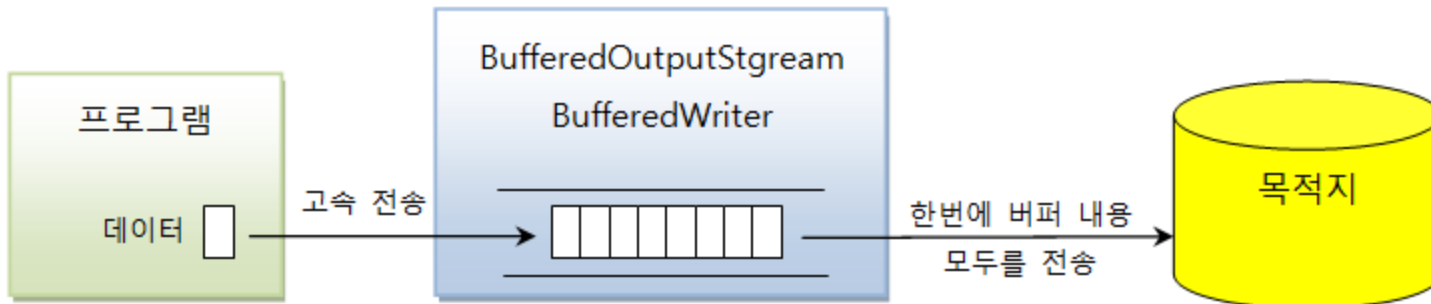 프로그램
데이터
고속 전송
BufferedOutputStgream
BufferedWriter
한번에 버퍼 내용
모두를 전송
목적지